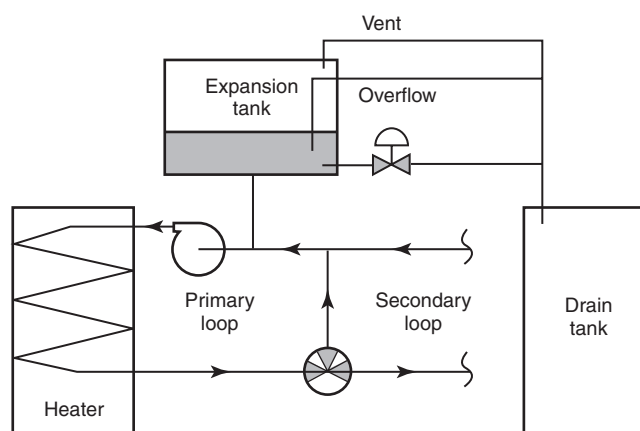 Vent
Expansion
tank
Overflow
Primary
loop
Secondary
loop
Drain
tank
Heater